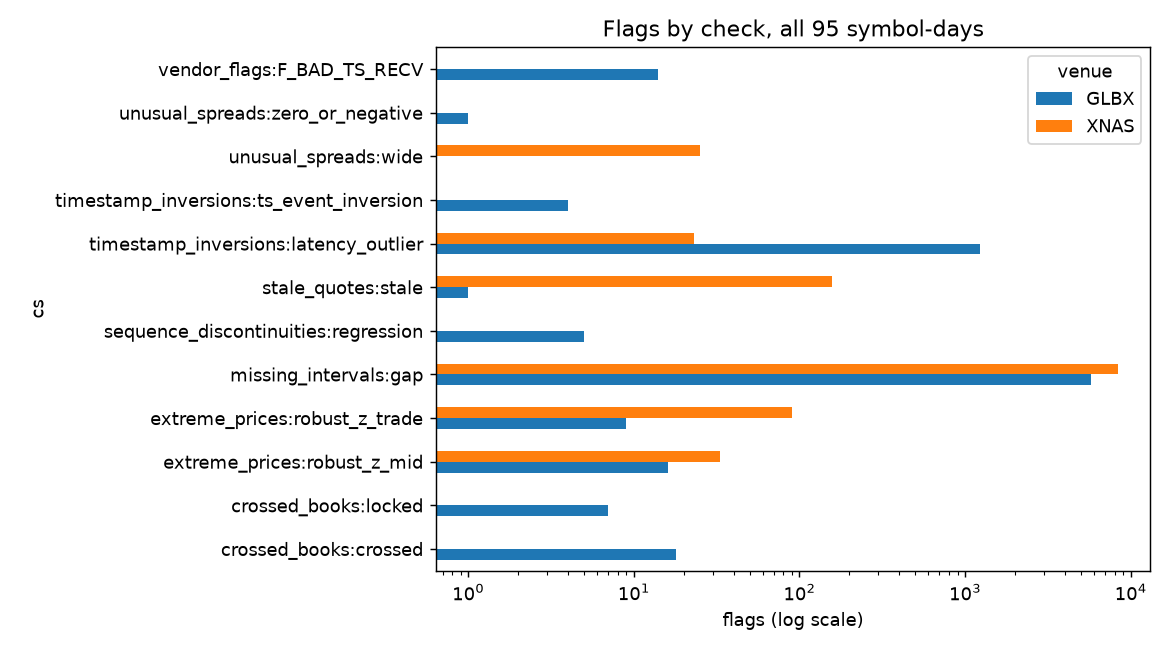 Flags by check, all 95 symbol-days
venue
GLBX
XNAS
vendor_flags:F_BAD_TS_RECV
unusual_spreads:zero_or_negative
unusual_spreads:wide
timestamp_inversions:ts_event_inversion
timestamp_inversions:latency_outlier
stale_quotes:stale
sequence_discontinuities:regression
missing_intervals:gap
extreme_prices:robust_z_trade
extreme_prices:robust_z_mid
crossed_books:locked
crossed_books:crossed
cs
10⁰ 10¹ 10² 10³ 10⁴
flags (log scale)